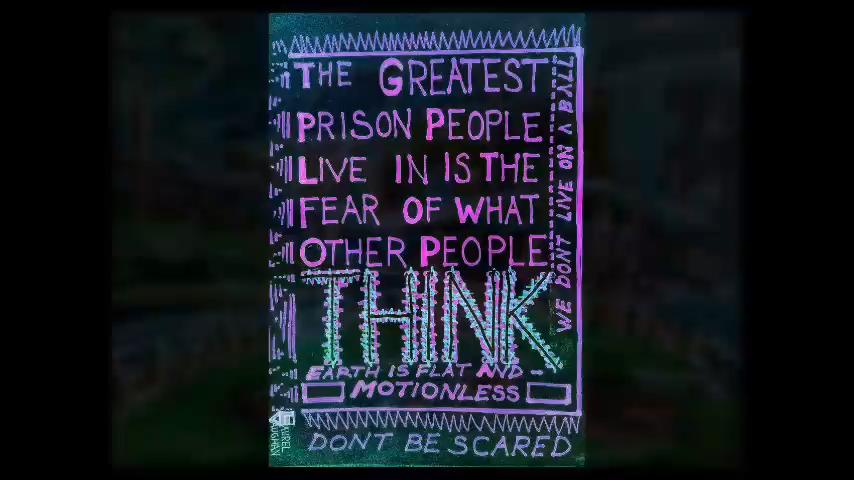 THE GREATEST
PRISON PEOPLE
LIVE IN IS THE
FEAR OF WHAT
OTHER PEOPLE
THINK
EARTH IS FLAT AND -
MOTIONLESS
DONT BE SCARED
WE DONT LIVE ON A BALL